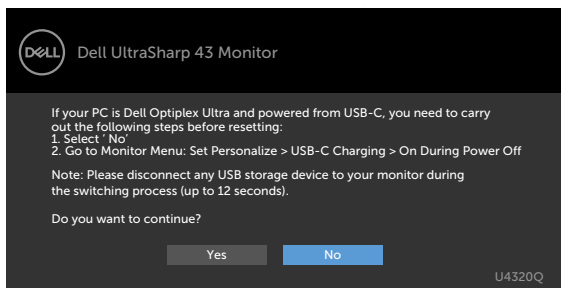 DELL
Dell UltraSharp 43 Monitor
If your PC is Dell Optiplex Ultra and powered from USB-C, you need to carry
out the following steps before resetting:
1. Select ‘ No’
2. Go to Monitor Menu: Set Personalize > USB-C Charging > On During Power Off
Note: Please disconnect any USB storage device to your monitor during
the switching process (up to 12 seconds).
Do you want to continue?
Yes No
U4320Q